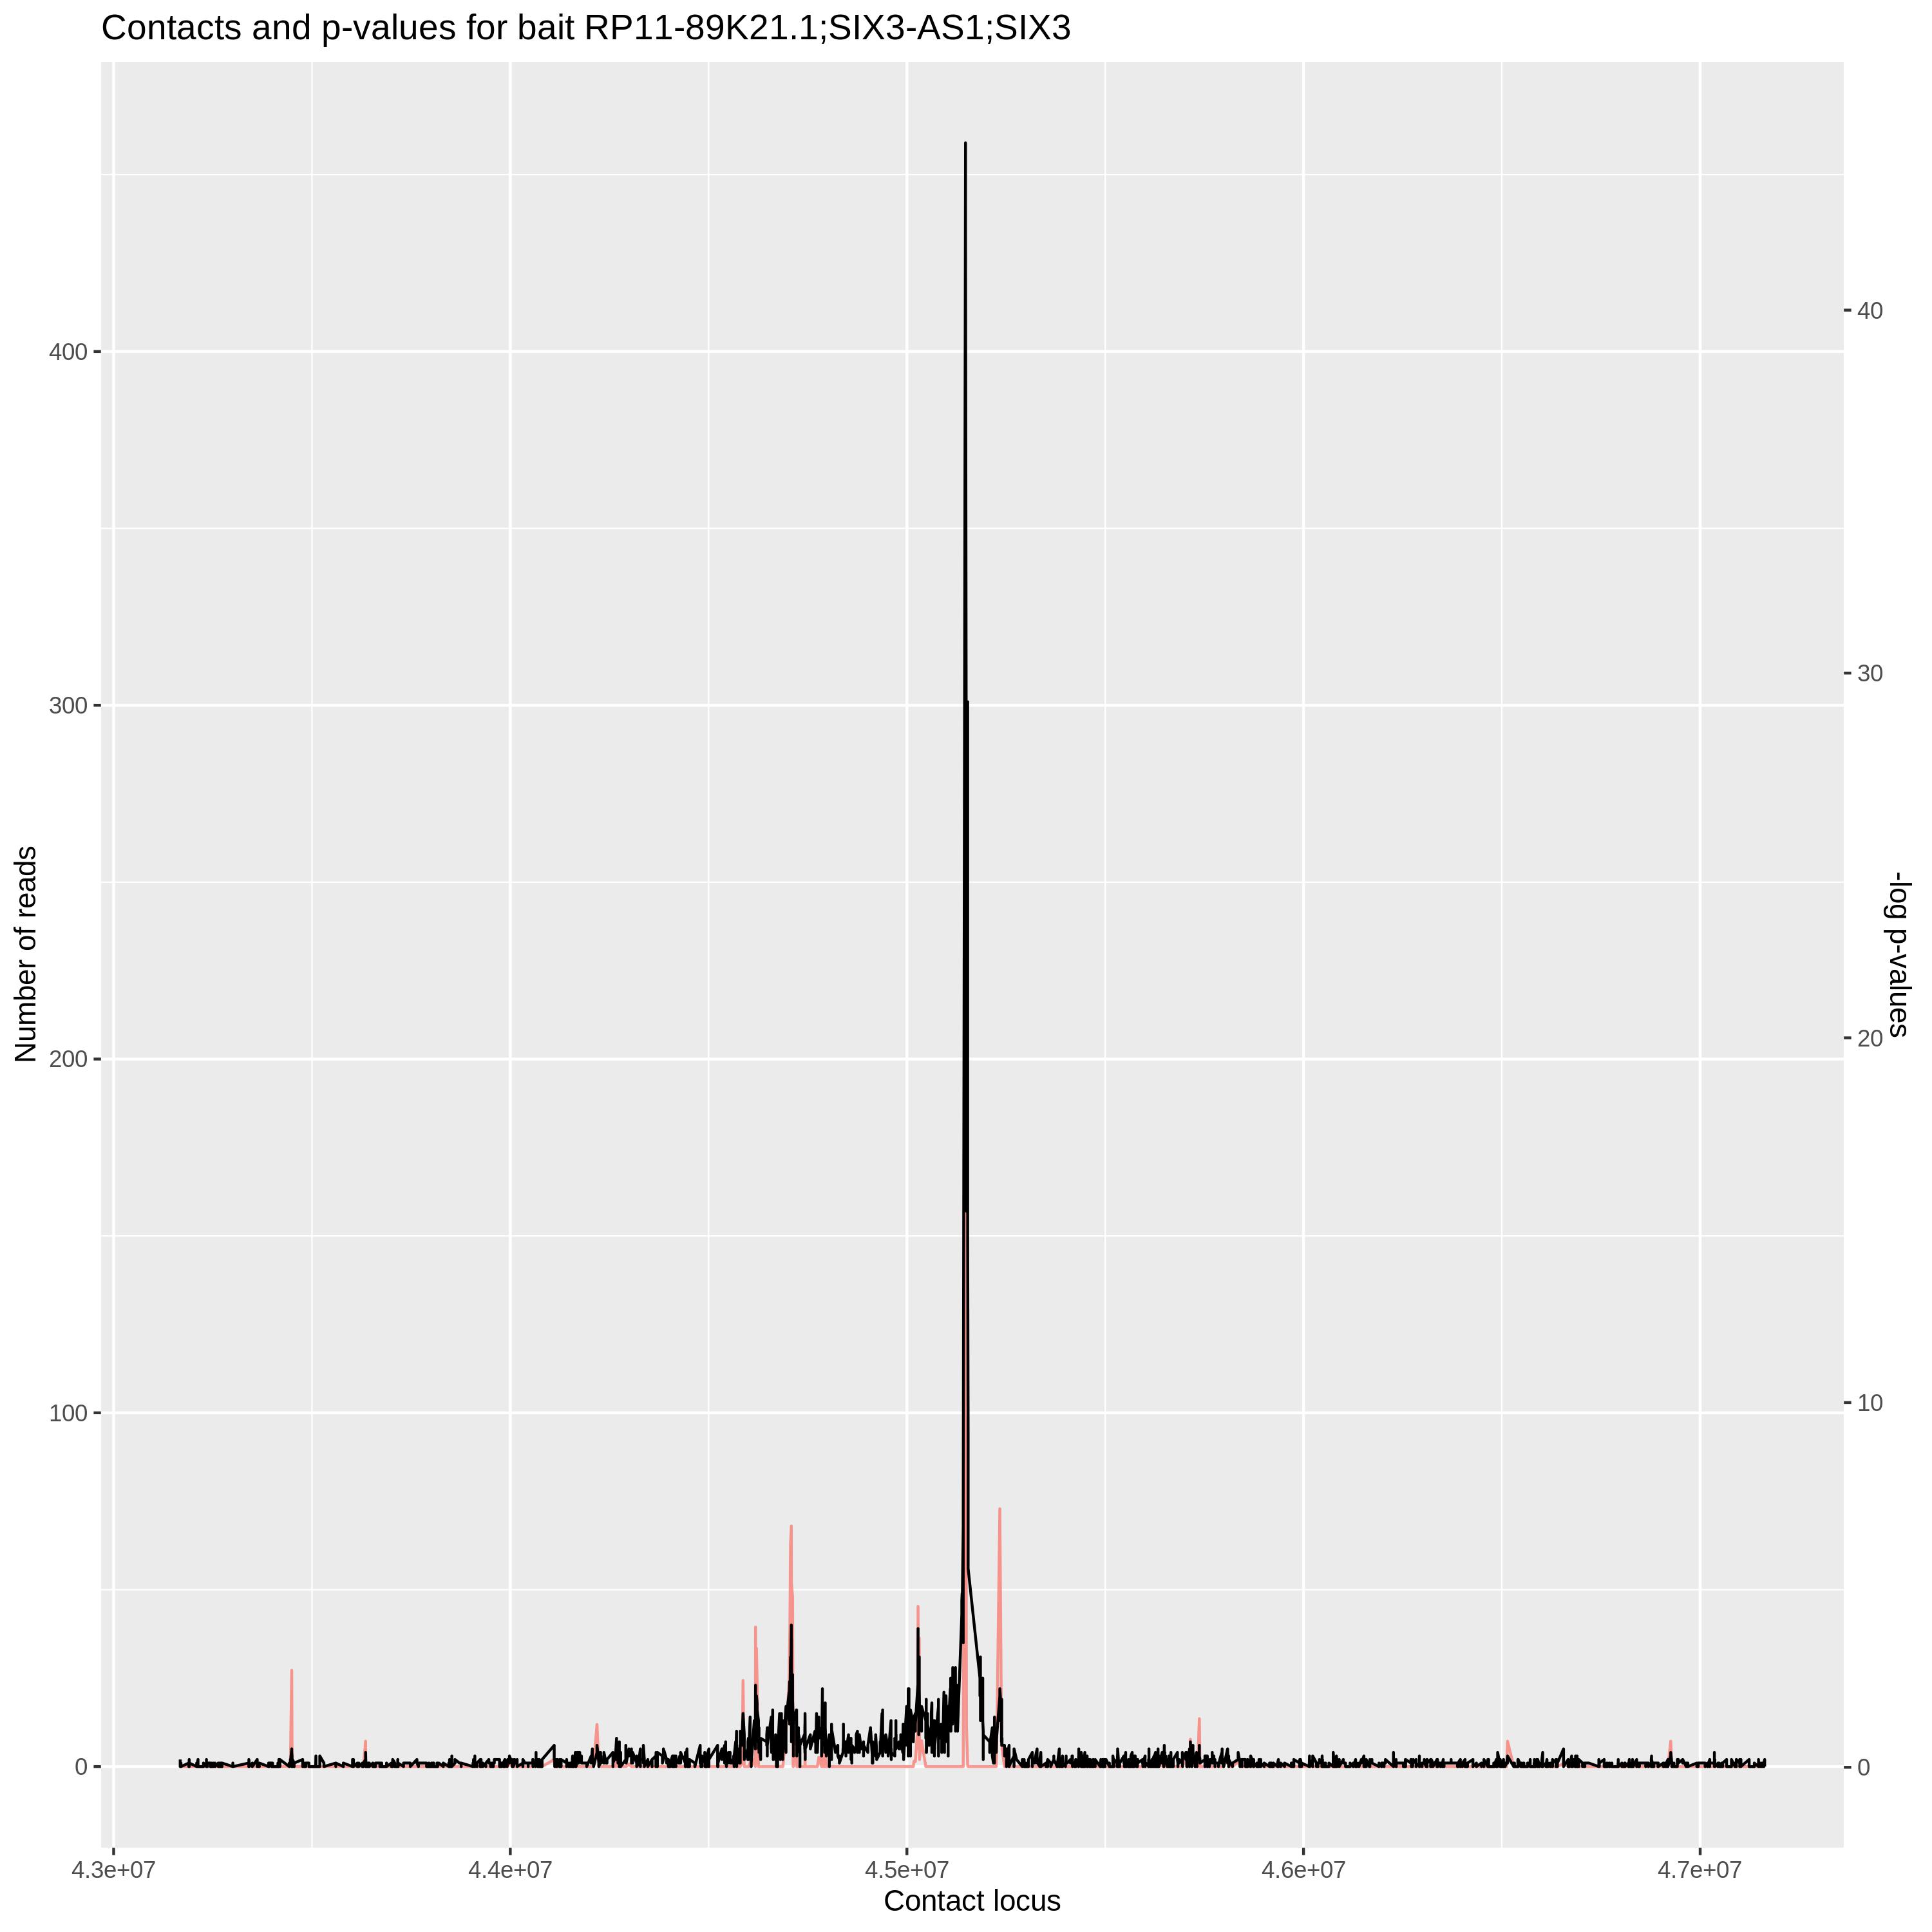 Contacts and p-values for bait RP11-89K21.1;SIX3-AS1;SIX3
400
300
200
100
0
Number of reads
40
30
20
10
0
-log p-values
4.3e+07
4.4e+07
4.5e+07
4.6e+07
4.7e+07
Contact locus